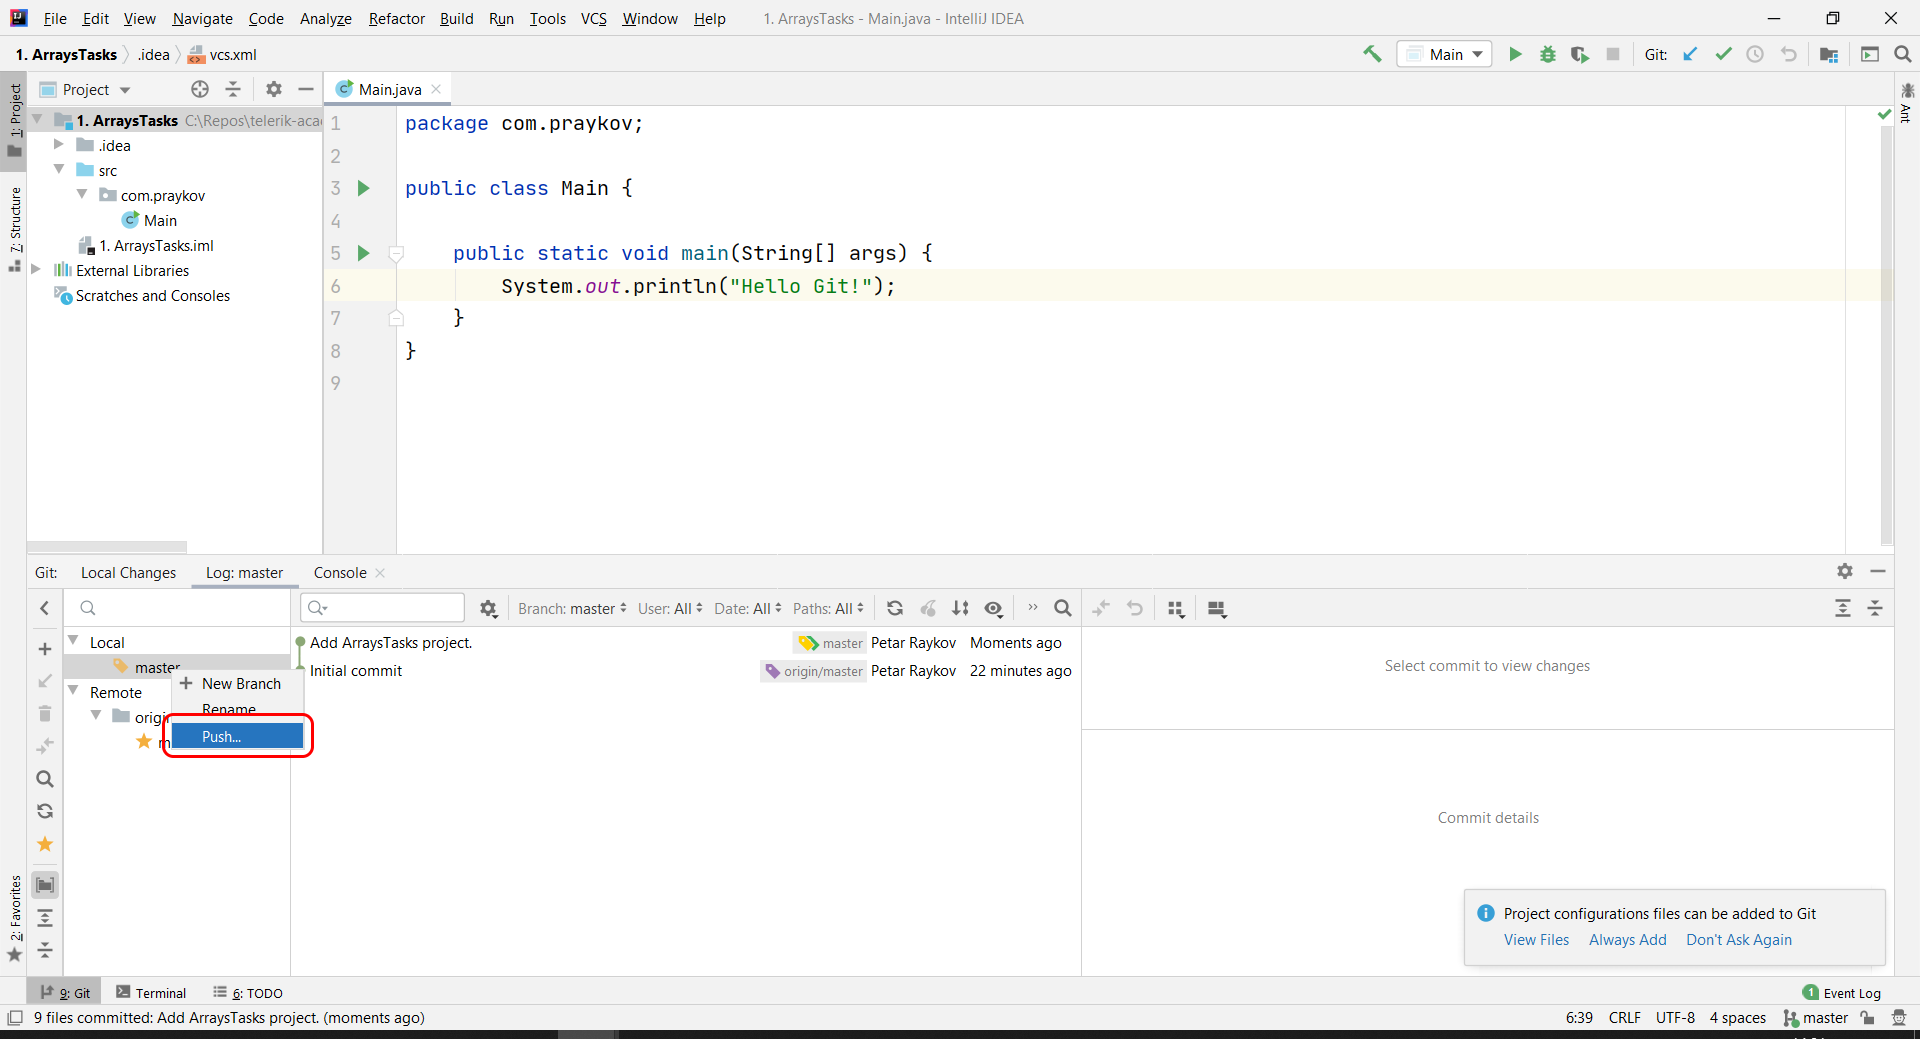 File Edit View Navigate Code Analyze Refactor Build Run Tools VCS Window Help 1. ArraysTasks - Main.java - IntelliJ IDEA
1. ArraysTasks .idea vcs.xml Main Git:
1: Project
7: Structure
2: Favorites
Project
1. ArraysTasks C:\Repos\telerik-aca
.idea
src
com.praykov
Main
1. ArraysTasks.iml
External Libraries
Scratches and Consoles
Main.java
Ant
1 package com.praykov;
2
3 public class Main {
4
5 public static void main(String[] args) {
6 System.out.println("Hello Git!");
7 }
8 }
9
Git: Local Changes Log: master Console
Branch: master User: All Date: All Paths: All
Local
master
Remote
origi
m
New Branch
Rename
Push...
Add ArraysTasks project. master Petar Raykov Moments ago
Initial commit origin/master Petar Raykov 22 minutes ago
Select commit to view changes
Commit details
Project configurations files can be added to Git
View Files Always Add Don't Ask Again
9: Git Terminal 6: TODO 1 Event Log
9 files committed: Add ArraysTasks project. (moments ago) 6:39 CRLF UTF-8 4 spaces master